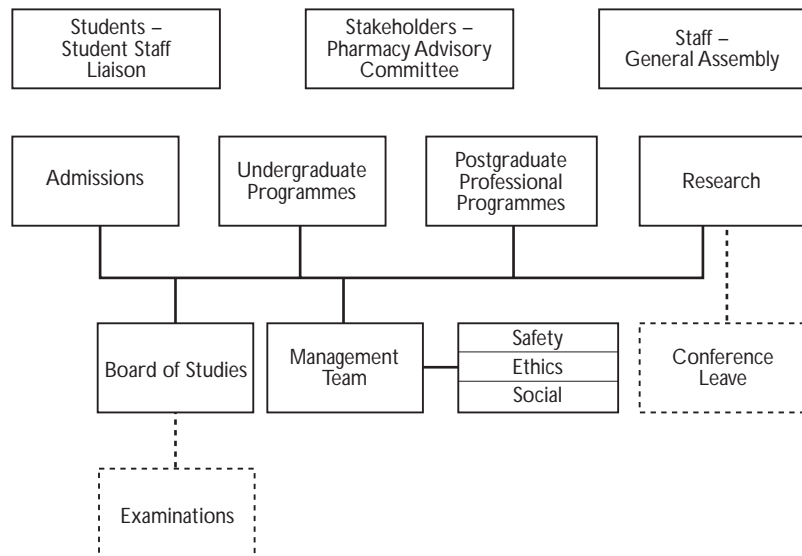 Students –
Student Staff
Liaison
Stakeholders –
Pharmacy Advisory
Committee
Staff –
General Assembly
Admissions
Undergraduate
Programmes
Postgraduate
Professional
Programmes
Research
Board of Studies
Management
Team
Safety
Ethics
Social
Conference
Leave
Examinations